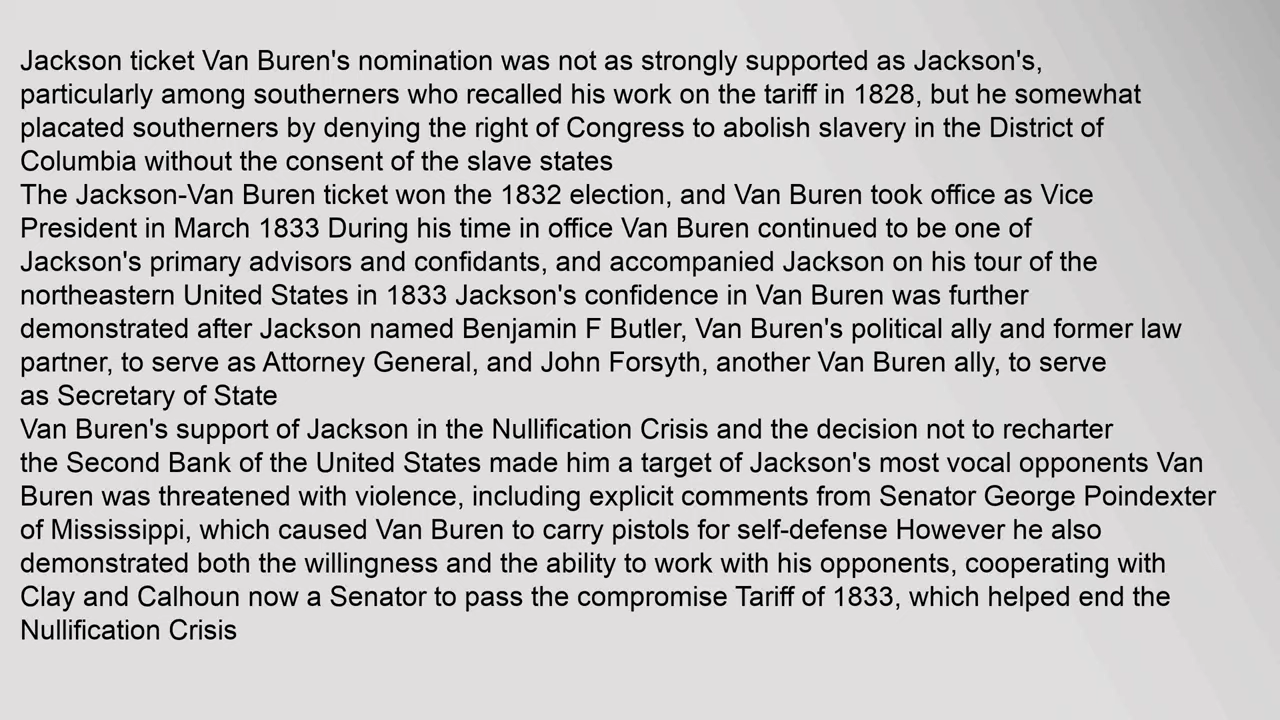 Jackson ticket Van Buren's nomination was not as strongly supported as Jackson's,
particularly among southerners who recalled his work on the tariff in 1828, but he somewhat
placated southerners by denying the right of Congress to abolish slavery in the District of
Columbia without the consent of the slave states
The Jackson-Van Buren ticket won the 1832 election, and Van Buren took office as Vice
President in March 1833 During his time in office Van Buren continued to be one of
Jackson's primary advisors and confidants, and accompanied Jackson on his tour of the
northeastern United States in 1833 Jackson's confidence in Van Buren was further
demonstrated after Jackson named Benjamin F Butler, Van Buren's political ally and former law
partner, to serve as Attorney General, and John Forsyth, another Van Buren ally, to serve
as Secretary of State
Van Buren's support of Jackson in the Nullification Crisis and the decision not to recharter
the Second Bank of the United States made him a target of Jackson's most vocal opponents Van
Buren was threatened with violence, including explicit comments from Senator George Poindexter
of Mississippi, which caused Van Buren to carry pistols for self-defense However he also
demonstrated both the willingness and the ability to work with his opponents, cooperating with
Clay and Calhoun now a Senator to pass the compromise Tariff of 1833, which helped end the
Nullification Crisis